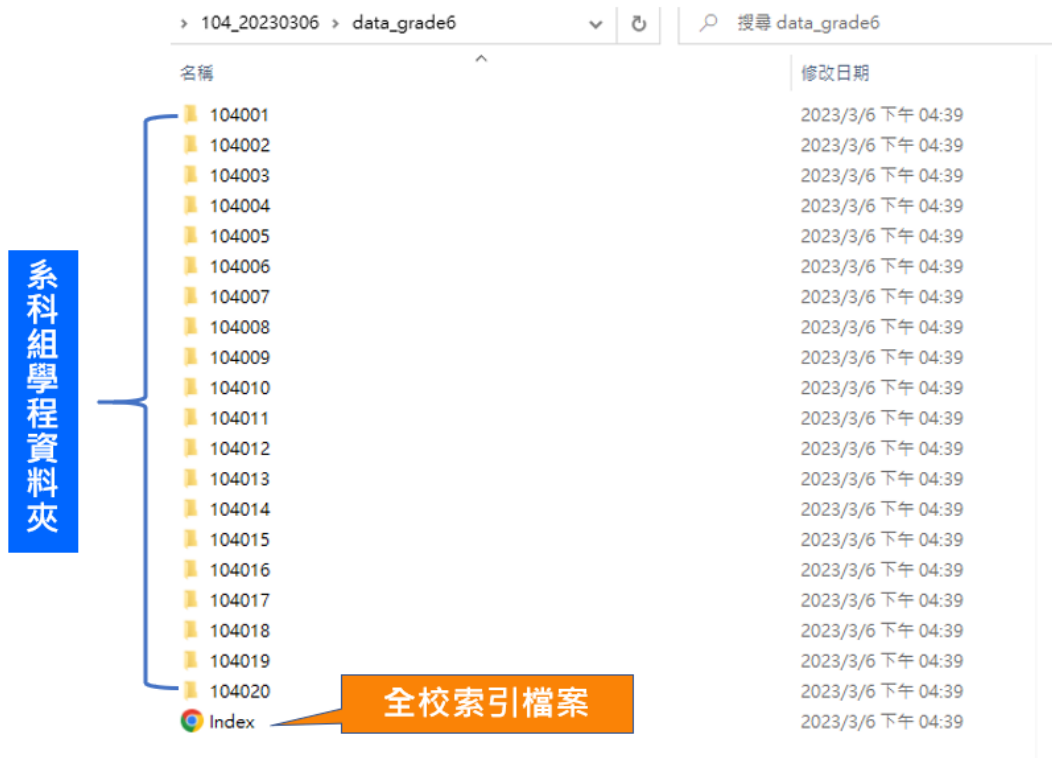 › 104_20230306 › data_grade6
搜尋 data_grade6
名稱 修改日期
104001 2023/3/6 下午 04:39
104002 2023/3/6 下午 04:39
104003 2023/3/6 下午 04:39
104004 2023/3/6 下午 04:39
104005 2023/3/6 下午 04:39
104006 2023/3/6 下午 04:39
104007 2023/3/6 下午 04:39
104008 2023/3/6 下午 04:39
104009 2023/3/6 下午 04:39
104010 2023/3/6 下午 04:39
104011 2023/3/6 下午 04:39
104012 2023/3/6 下午 04:39
104013 2023/3/6 下午 04:39
104014 2023/3/6 下午 04:39
104015 2023/3/6 下午 04:39
104016 2023/3/6 下午 04:39
104017 2023/3/6 下午 04:39
104018 2023/3/6 下午 04:39
104019 2023/3/6 下午 04:39
104020 2023/3/6 下午 04:39
Index 2023/3/6 下午 04:39
系科組學程資料夾
全校索引檔案